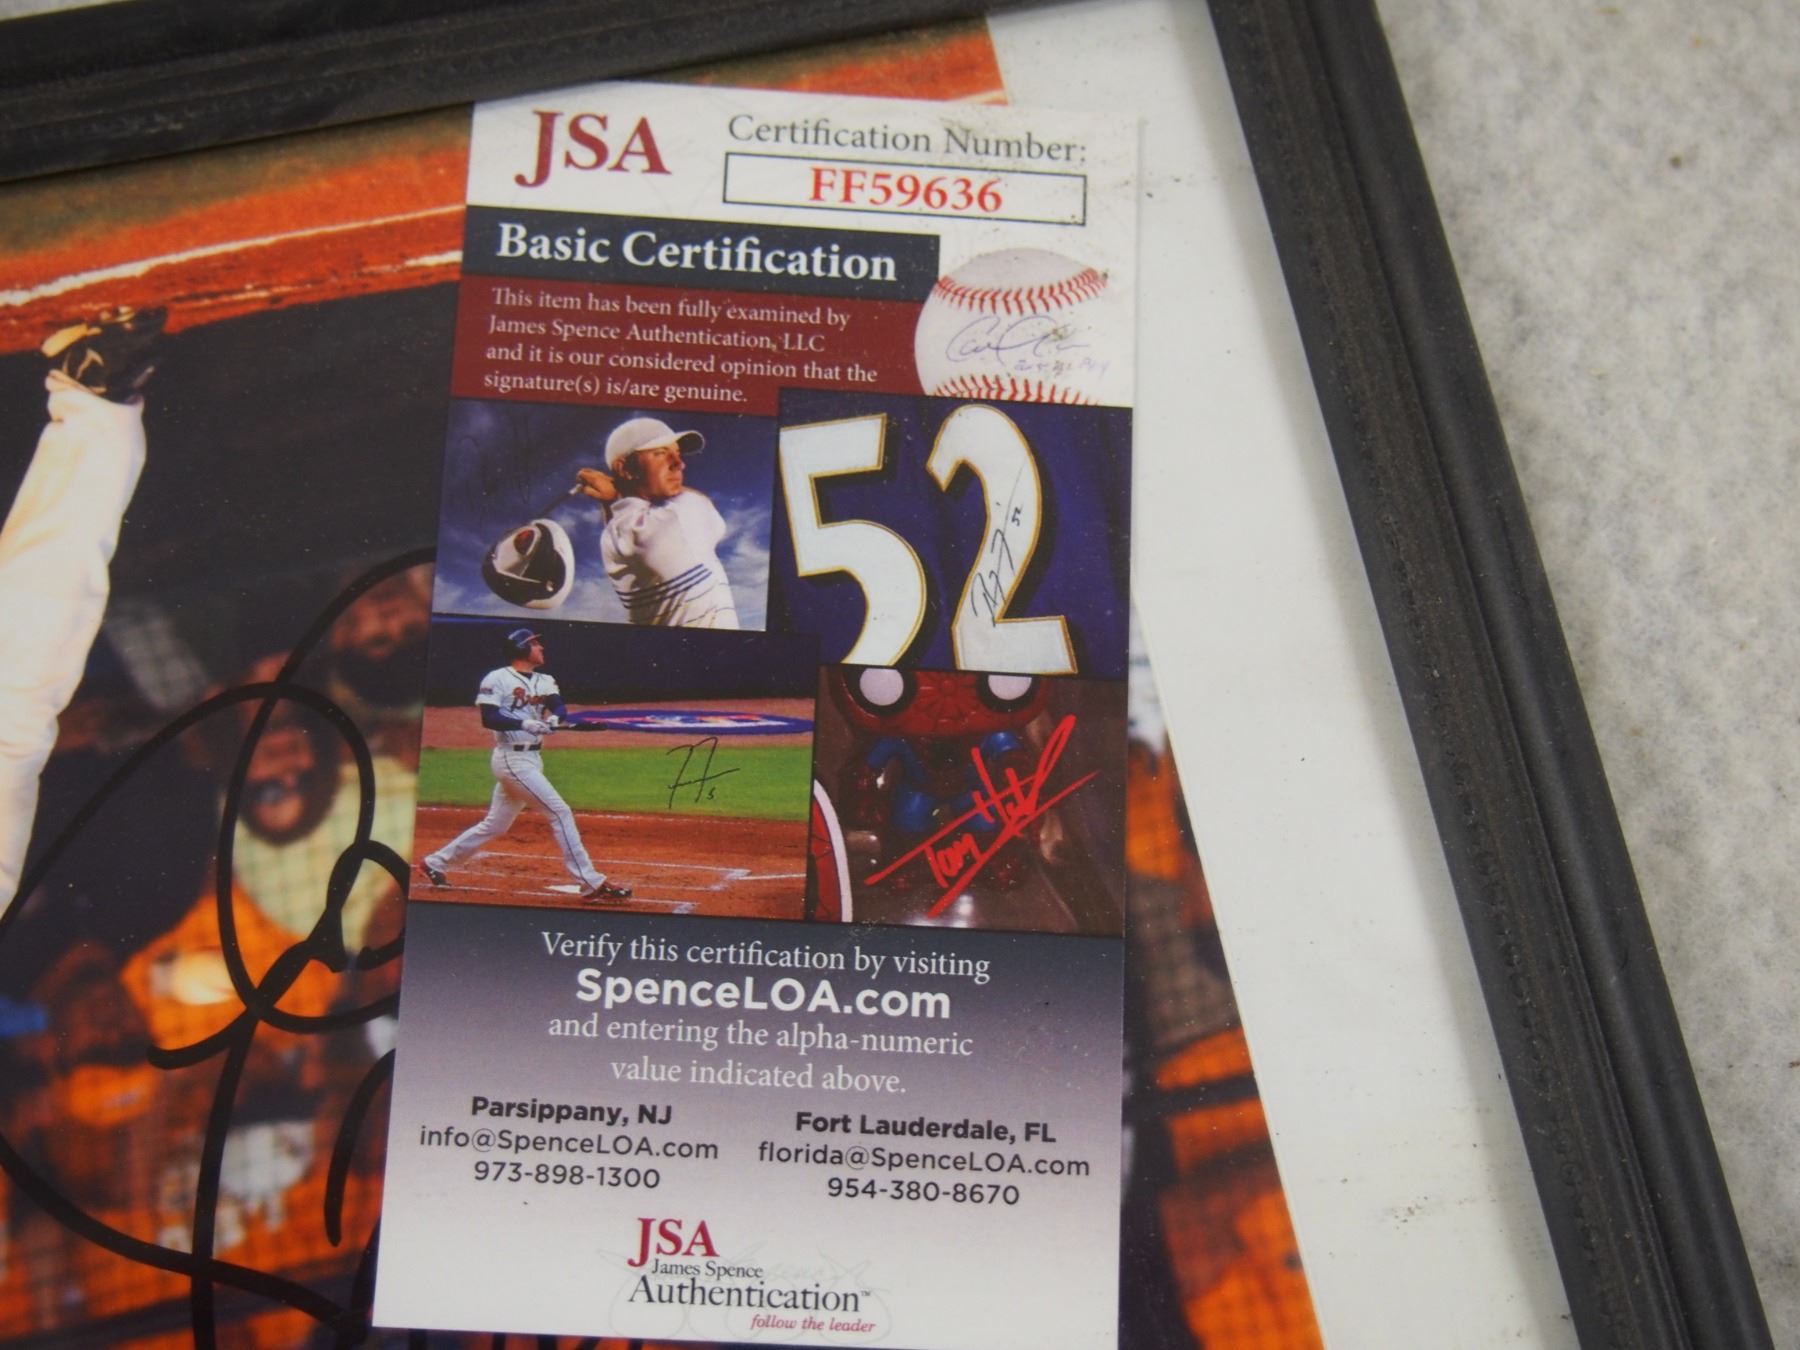 JSA
Certification Number:
FF59636
Basic Certification
This item has been fully examined by
James Spence Authentication, LLC
and it is our considered opinion that the
signature(s) is/are genuine.
52
52
Verify this certification by visiting
SpenceLOA.com
and entering the alpha-numeric
value indicated above.
Parsippany, NJ
info@SpenceLOA.com
973-898-1300
Fort Lauderdale, FL
florida@SpenceLOA.com
954-380-8670
JSA
James Spence
Authentication™
follow the leader